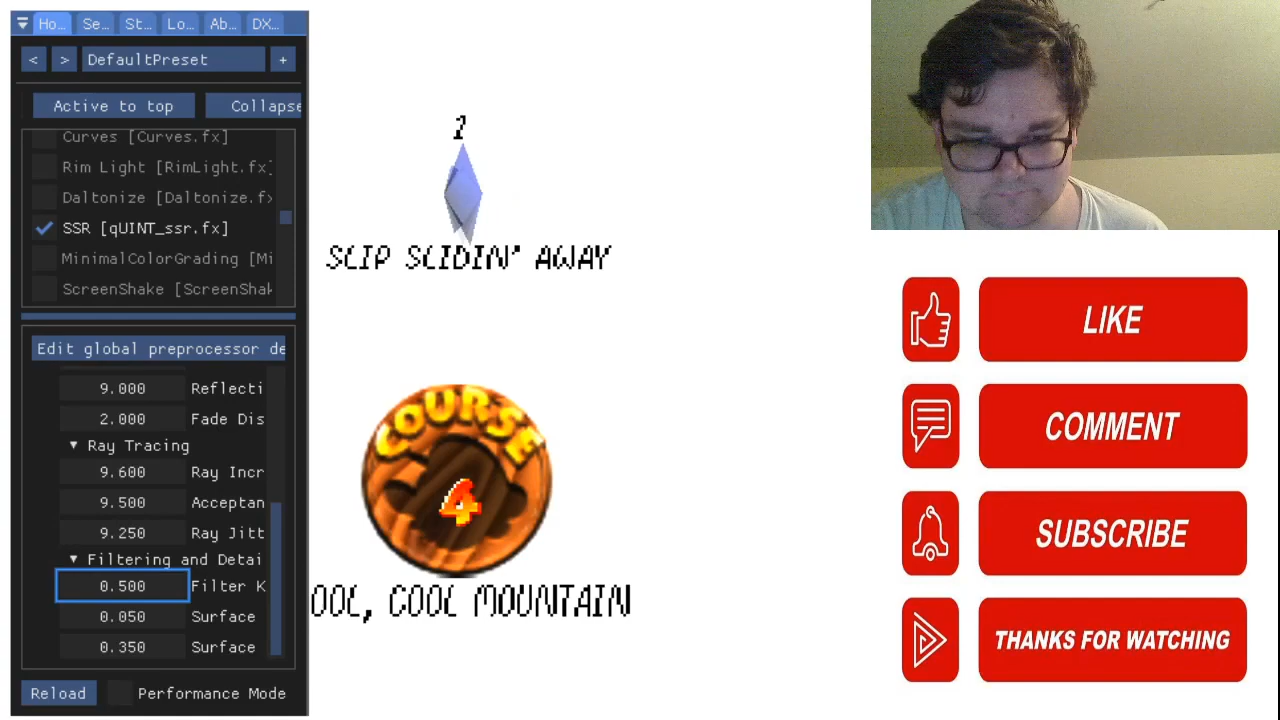 Ho... Se... St... Lo... Ab... DX...
< > DefaultPreset +
Active to top Collapse
Curves [Curves.fx]
Rim Light [RimLight.fx]
Daltonize [Daltonize.fx
SSR [qUINT_ssr.fx]
MinimalColorGrading [Mi
ScreenShake [ScreenShak
Edit global preprocessor de
9.000 Reflecti
2.000 Fade Dis
Ray Tracing
9.600 Ray Incr
9.500 Acceptan
9.250 Ray Jitt
Filtering and Detai
0.500 Filter K
0.050 Surface
0.350 Surface
Reload Performance Mode
2
SLIP SLIDIN' AWAY
COURSE
4
OOL, COOL MOUNTAIN
LIKE
COMMENT
SUBSCRIBE
THANKS FOR WATCHING